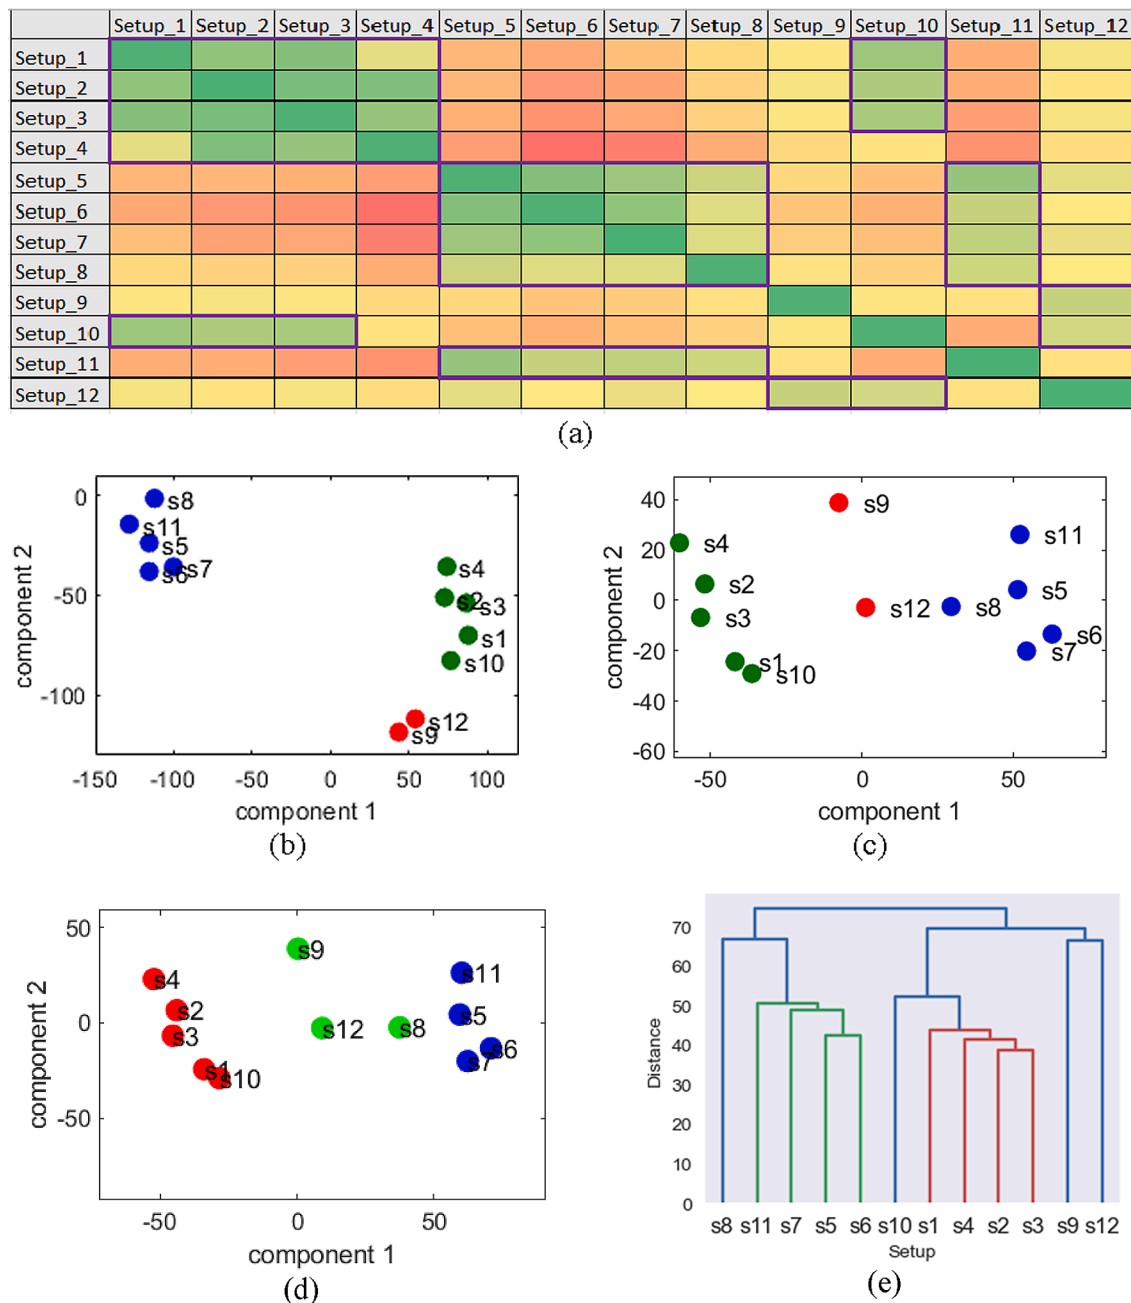 Setup_1 Setup_2 Setup_3 Setup_4 Setup_5 Setup_6 Setup_7 Setup_8 Setup_9 Setup_10 Setup_11 Setup_12
Setup_1
Setup_2
Setup_3
Setup_4
Setup_5
Setup_6
Setup_7
Setup_8
Setup_9
Setup_10
Setup_11
Setup_12
(a)
0
-50
-100
component 2
s8
s11
s5
s7
s6
s4
s2
s3
s1
s10
s12
s9
-150 -100 -50 0 50 100
component 1
(b)
40
20
0
-20
-40
-60
component 2
s9
s4
s11
s2
s5
s12
s8
s3
s6
s7
s1
s10
-50 0 50
component 1
(c)
50
0
-50
component 2
s9
s4
s11
s2
s5
s12
s8
s3
s6
s7
s1
s10
-50 0 50
component 1
(d)
70
60
50
40
30
20
10
0
Distance
s8 s11 s7 s5 s6 s10 s1 s4 s2 s3 s9 s12
Setup
(e)